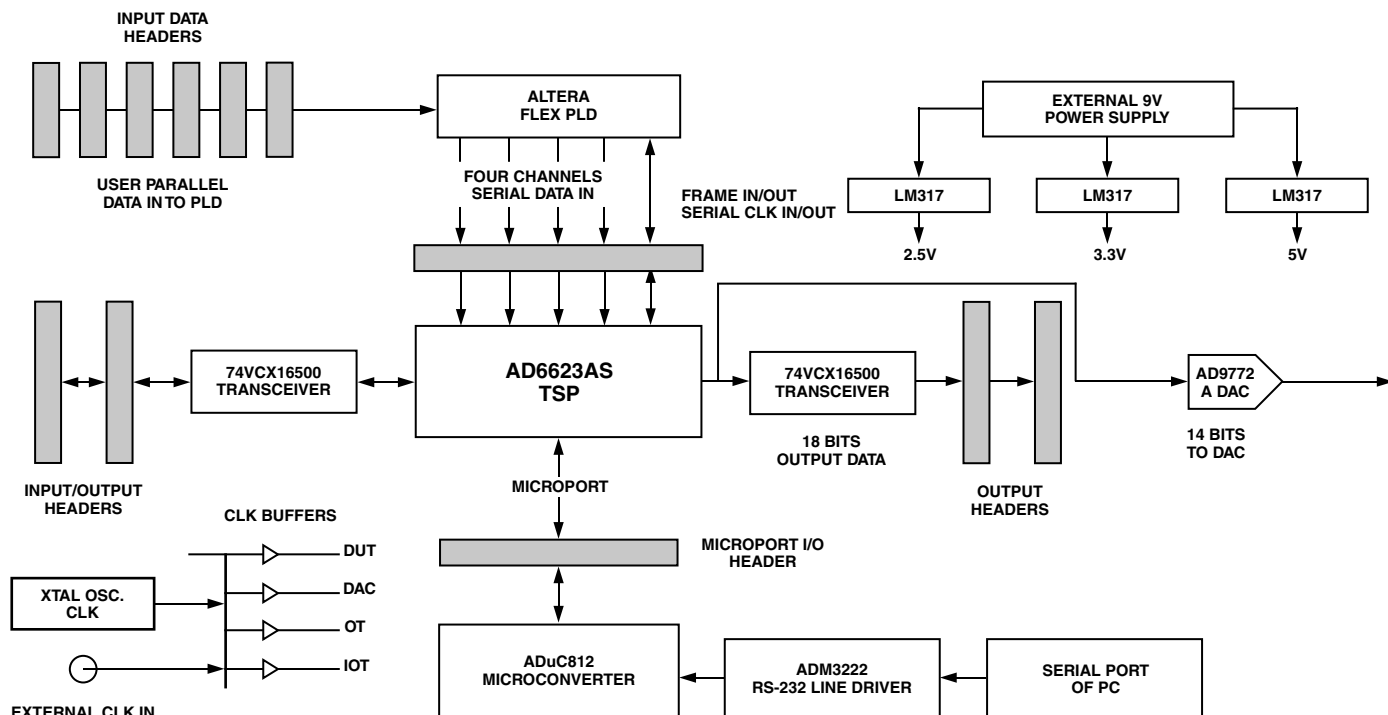 INPUT DATA
HEADERS
ALTERA
FLEX PLD
EXTERNAL 9V
POWER SUPPLY
USER PARALLEL
DATA IN TO PLD
FOUR CHANNELS
SERIAL DATA IN
FRAME IN/OUT
SERIAL CLK IN/OUT
LM317
LM317
LM317
2.5V
3.3V
5V
74VCX16500
TRANSCEIVER
AD6623AS
TSP
74VCX16500
TRANSCEIVER
AD9772
A DAC
18 BITS
OUTPUT DATA
14 BITS
TO DAC
INPUT/OUTPUT
HEADERS
MICROPORT
OUTPUT
HEADERS
CLK BUFFERS
DUT
DAC
OT
IOT
XTAL OSC.
CLK
MICROPORT I/O
HEADER
EXTERNAL CLK IN
ADuC812
MICROCONVERTER
ADM3222
RS-232 LINE DRIVER
SERIAL PORT
OF PC